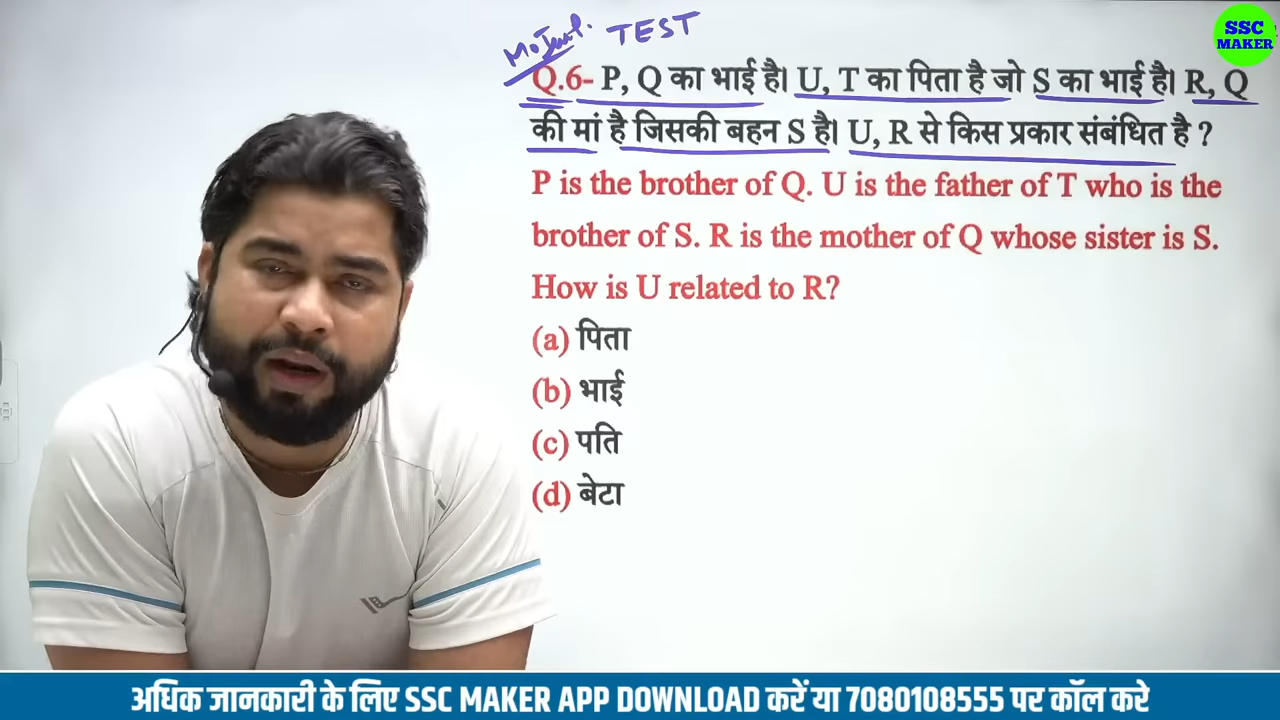 SSC
MAKER
TEST
Q.6- P, Q का भाई है। U, T का पिता है जो S का भाई है। R, Q
की मां है जिसकी बहन S है। U, R से किस प्रकार संबंधित है ?
P is the brother of Q. U is the father of T who is the
brother of S. R is the mother of Q whose sister is S.
How is U related to R?
(a) पिता
(b) भाई
(c) पति
(d) बेटा
अधिक जानकारी के लिए SSC MAKER APP DOWNLOAD करें या 7080108555 पर कॉल करे